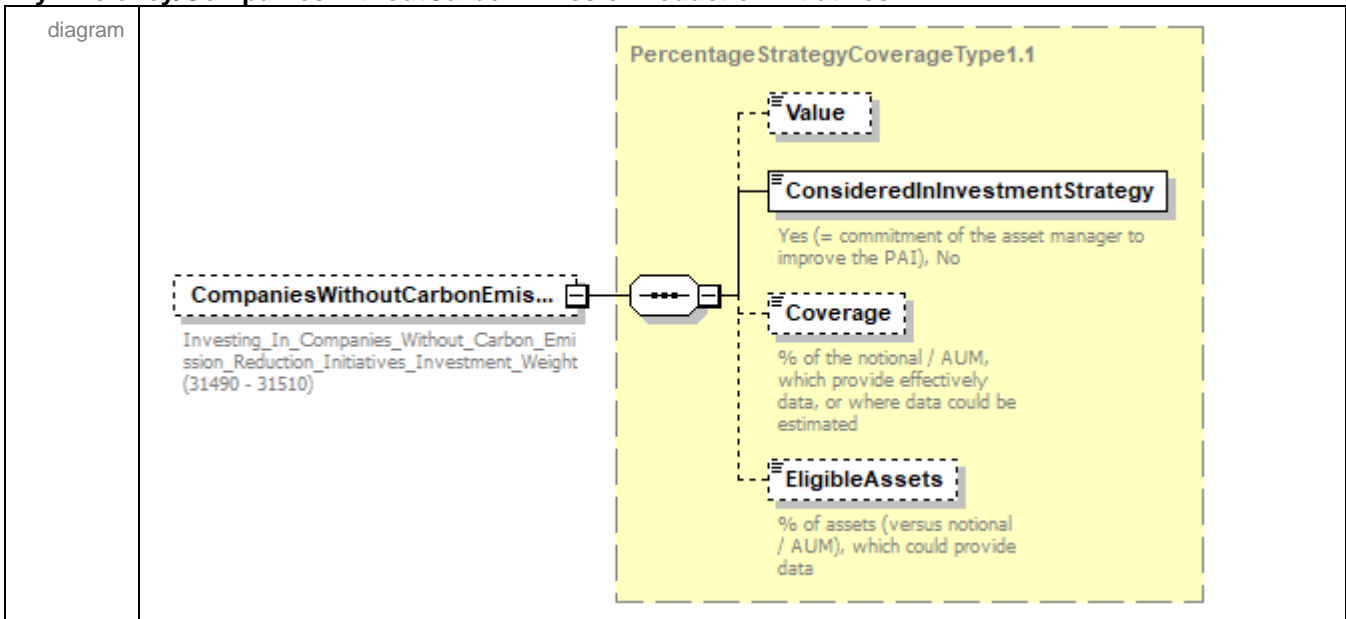 diagram
PercentageStrategyCoverageType1.1
Value
ConsideredInInvestmentStrategy
Yes (= commitment of the asset manager to
improve the PAI), No
CompaniesWithoutCarbonEmis...
Investing_In_Companies_Without_Carbon_Emi
ssion_Reduction_Initiatives_Investment_Weight
(31490 - 31510)
Coverage
% of the notional / AUM,
which provide effectively
data, or where data could be
estimated
EligibleAssets
% of assets (versus notional
/ AUM), which could provide
data